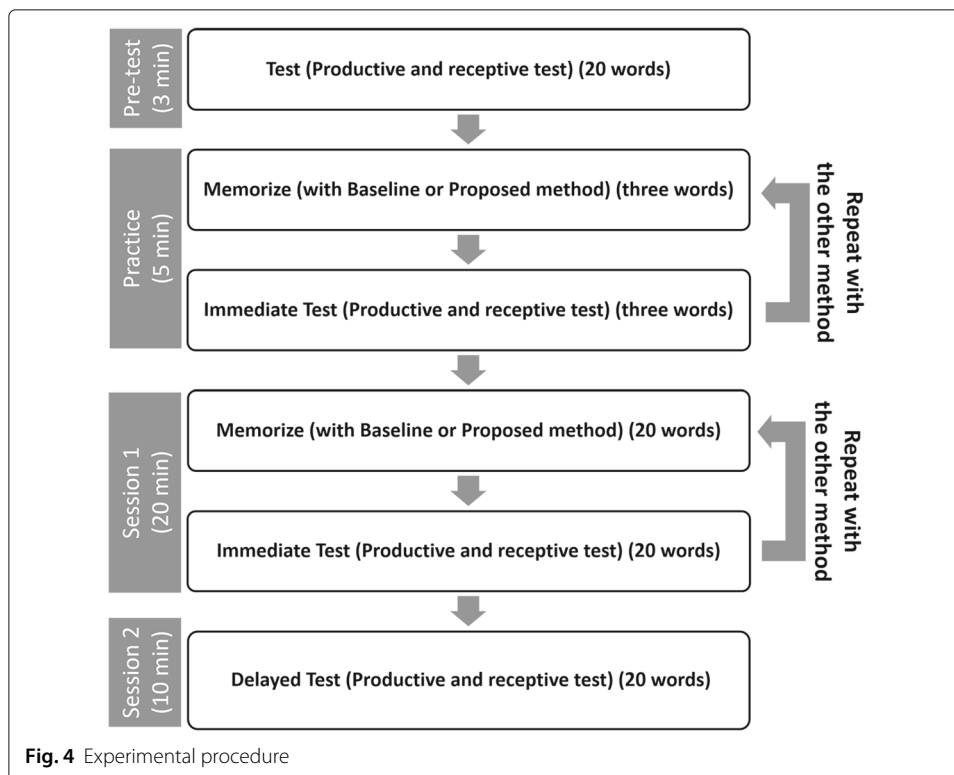 Pre-test
(3 min)
Test (Productive and receptive test) (20 words)
Practice
(5 min)
Memorize (with Baseline or Proposed method) (three words)
Immediate Test (Productive and receptive test) (three words)
Repeat with
the other method
Session 1
(20 min)
Memorize (with Baseline or Proposed method) (20 words)
Immediate Test (Productive and receptive test) (20 words)
Repeat with
the other method
Session 2
(10 min)
Delayed Test (Productive and receptive test) (20 words)
Fig. 4 Experimental procedure